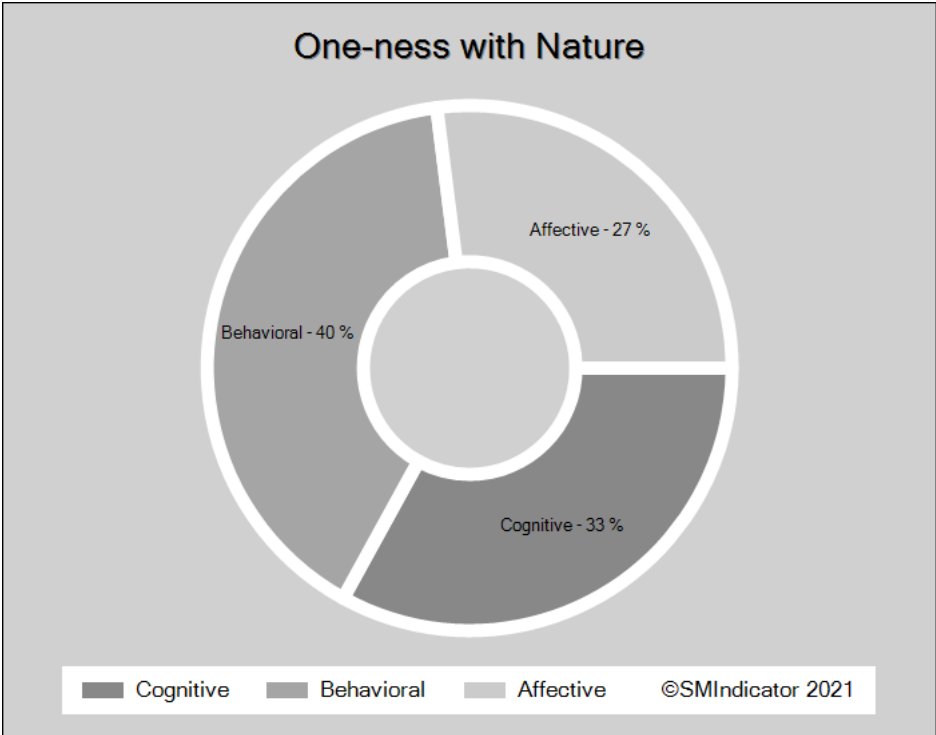 One-ness with Nature
Affective - 27 %
Behavioral - 40 %
Cognitive - 33 %
Cognitive Behavioral Affective ©SMIndicator 2021